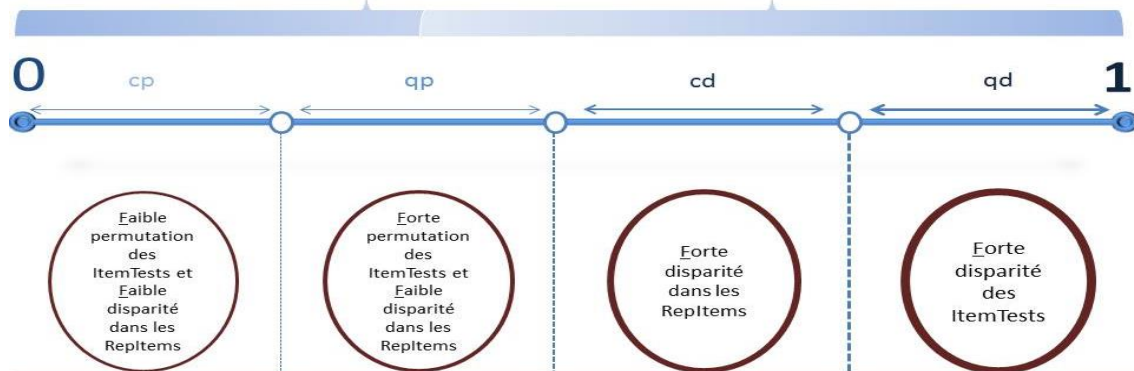 0 cp qp cd qd 1
Faible
permutation
des
ItemTests et
Faible
disparité
dans les
RepItems
Forte
permutation
des
ItemTests et
Faible
disparité
dans les
RepItems
Forte
disparité
dans les
RepItems
Forte
disparité
des
ItemTests